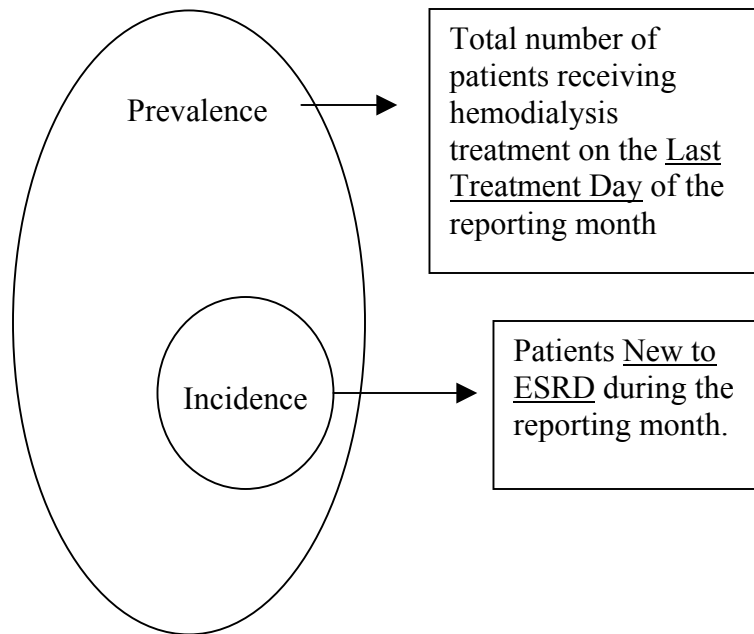 Prevalence
Total number of
patients receiving
hemodialysis
treatment on the Last
Treatment Day of the
reporting month
Incidence
Patients New to
ESRD during the
reporting month.